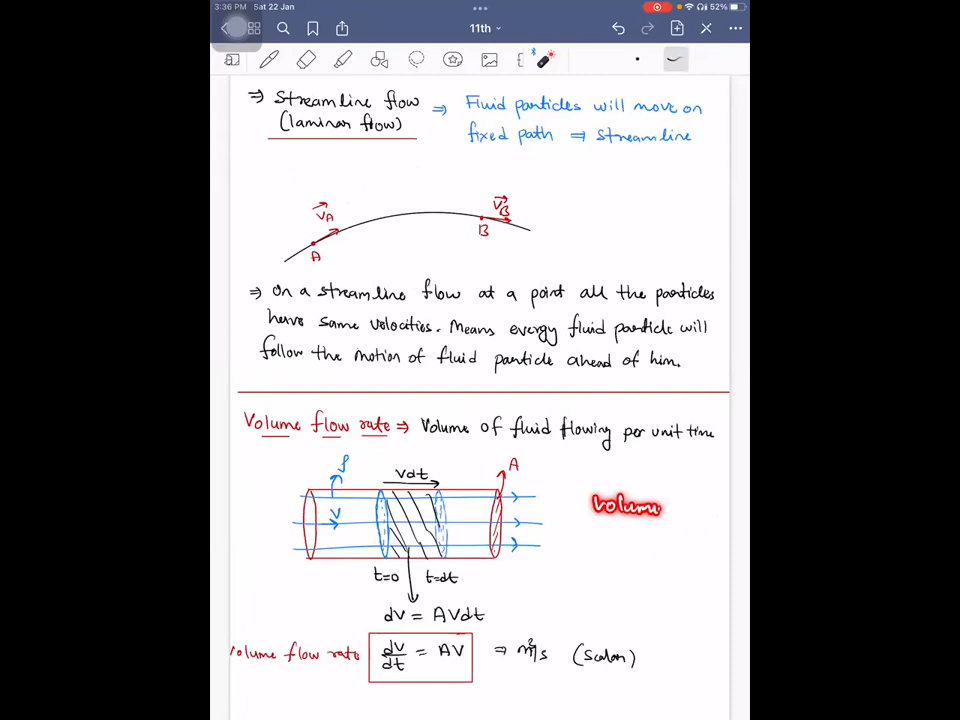 3:36 PM Sat 22 Jan
52%
11th
⇒ Streamline flow ⇒ Fluid particles will move on
(laminar flow) fixed path ⇒ streamline
V⃗A
V⃗B
A
B
⇒ On a streamline flow at a point all the particles
have same velocities. Means evergy fluid particle will
follow the motion of fluid particle ahead of him.
Volume flow rate ⇒ Volume of fluid flowing per unit time
ρ
Vdt
A
V
Volume
t=0 t=dt
dV = AVdt
Volume flow rate dV/dt = AV ⇒ m³/s (Scalar)